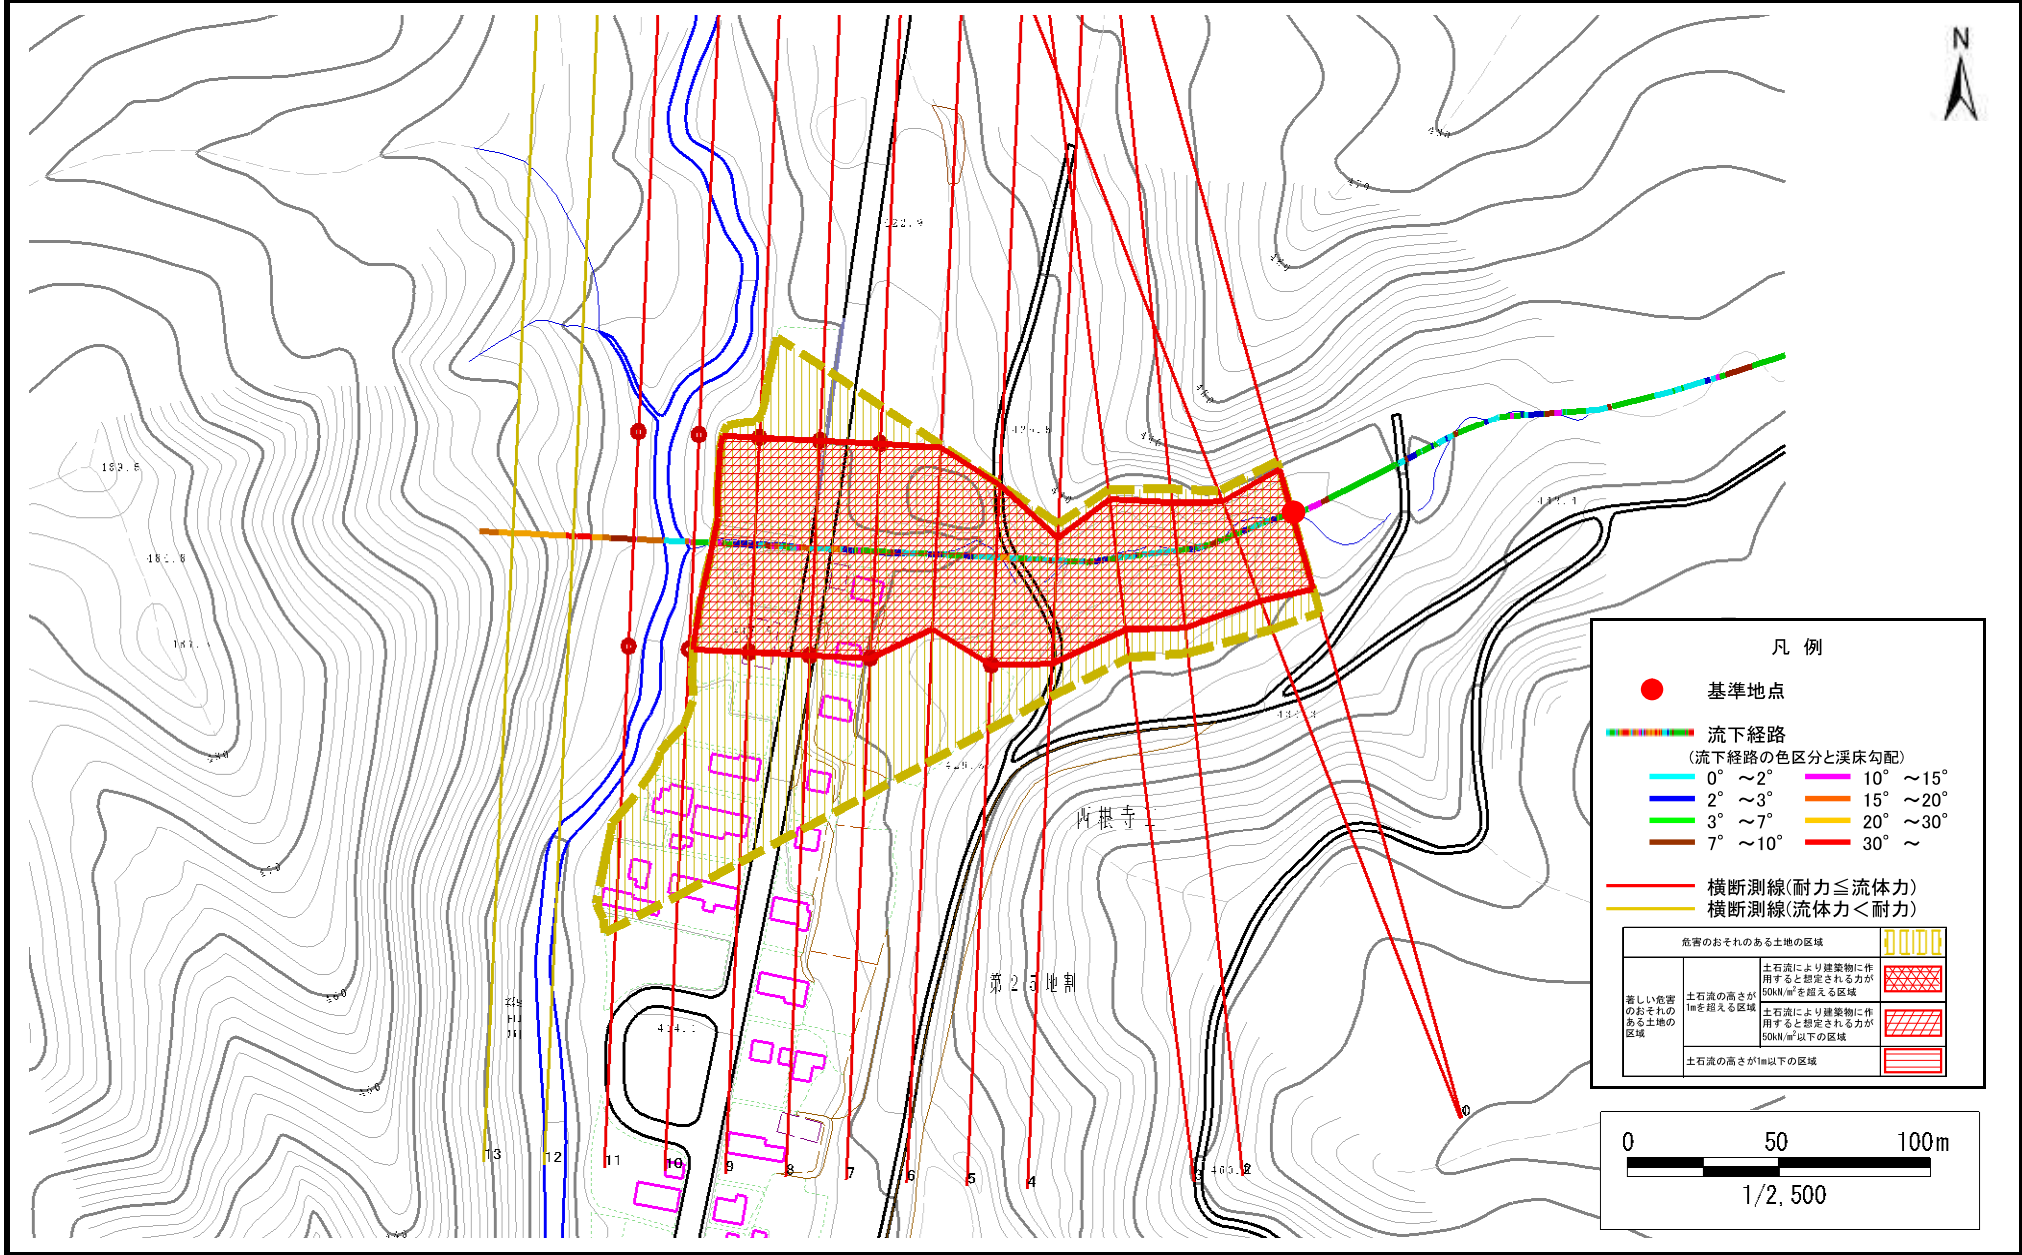 N
422.9
189.6
凡 例
基準地点
流下経路
(流下経路の色区分と渓床勾配)
0° ～2° 10° ～15°
2° ～3° 15° ～20°
3° ～7° 20° ～30°
7° ～10° 30° ～
横断測線(耐力≦流体力)
横断測線(流体力＜耐力)
危害のおそれのある土地の区域
著しい危害
のおそれの
ある土地の
区域
土石流の高さが
1mを超える区域
土石流により建築物に作
用すると想定される力が
50kN/m²を超える区域
土石流により建築物に作
用すると想定される力が
50kN/m²以下の区域
土石流の高さが1m以下の区域
第25地割
13
12
11
10
9
8
7
6
5
4
3
2
0
0 50 100m
1/2,500